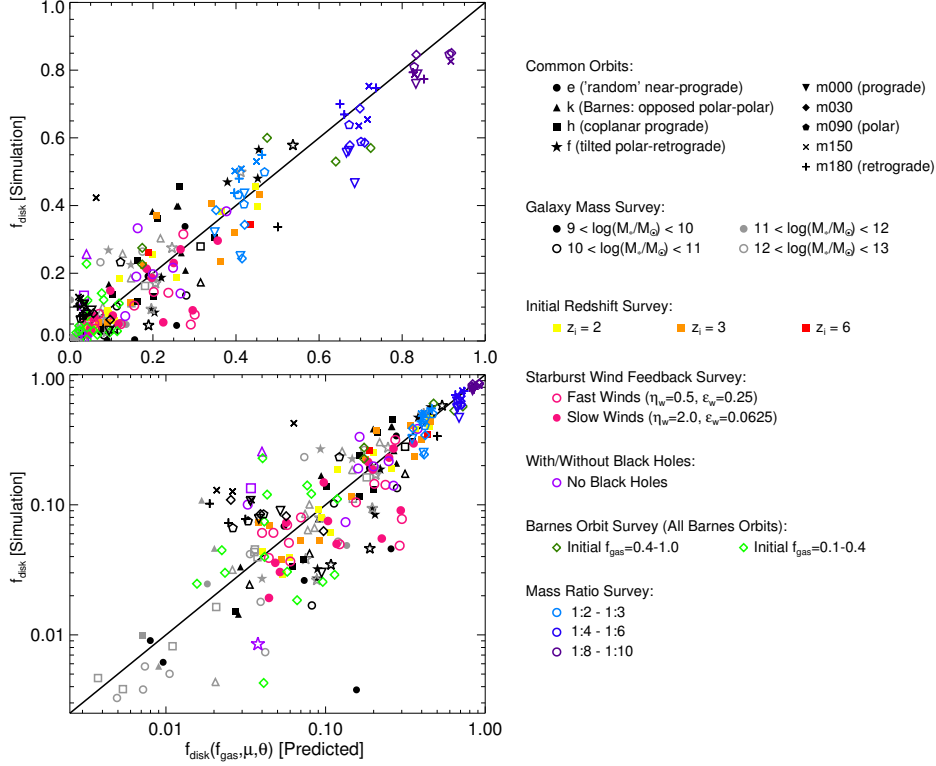 1.0
0.8
0.6
0.4
0.2
0.0
f_disk [Simulation]
0.0 0.2 0.4 0.6 0.8 1.0
1.00
0.10
0.01
f_disk [Simulation]
0.01 0.10 1.00
f_disk(f_gas,μ,θ) [Predicted]
Common Orbits:
e ('random' near-prograde)
k (Barnes: opposed polar-polar)
h (coplanar prograde)
f (tilted polar-retrograde)
m000 (prograde)
m030
m090 (polar)
m150
m180 (retrograde)
Galaxy Mass Survey:
9 < log(M*/M☉) < 10
10 < log(M*/M☉) < 11
11 < log(M*/M☉) < 12
12 < log(M*/M☉) < 13
Initial Redshift Survey:
z_i = 2 z_i = 3 z_i = 6
Starburst Wind Feedback Survey:
Fast Winds (η_w=0.5, ε_w=0.25)
Slow Winds (η_w=2.0, ε_w=0.0625)
With/Without Black Holes:
No Black Holes
Barnes Orbit Survey (All Barnes Orbits):
Initial f_gas=0.4-1.0 Initial f_gas=0.1-0.4
Mass Ratio Survey:
1:2 - 1:3
1:4 - 1:6
1:8 - 1:10